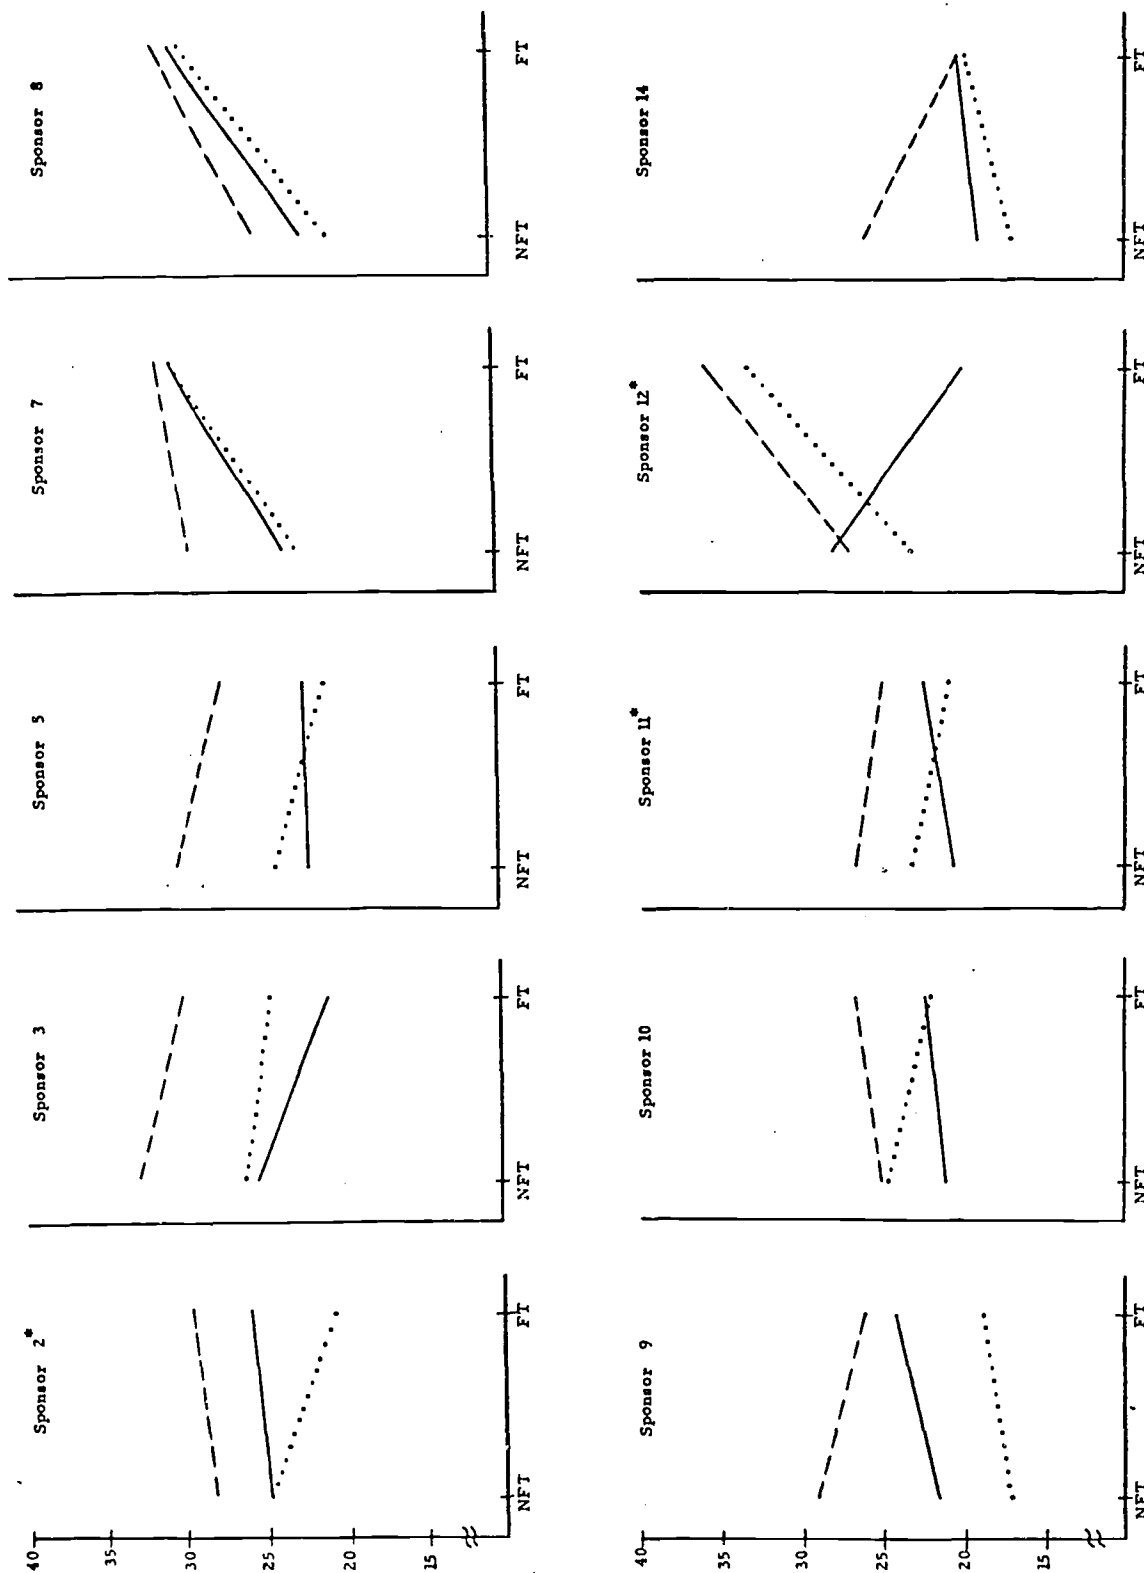 Sponsor 2*
Sponsor 3
Sponsor 5
Sponsor 7
Sponsor 8
40
35
30
25
20
15
NFT FT
NFT FT
NFT FT
NFT FT
NFT FT
Sponsor 9
Sponsor 10
Sponsor 11*
Sponsor 12*
Sponsor 14
40
35
30
25
20
15
NFT FT
NFT FT
NFT FT
NFT FT
NFT FT